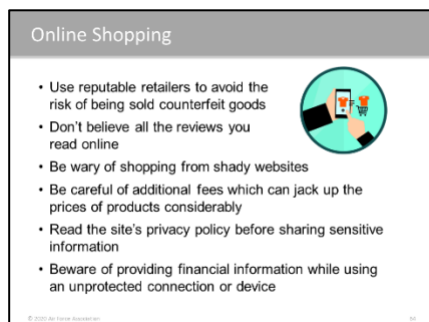 Online Shopping
• Use reputable retailers to avoid the
risk of being sold counterfeit goods
• Don't believe all the reviews you
read online
• Be wary of shopping from shady websites
• Be careful of additional fees which can jack up the
prices of products considerably
• Read the site's privacy policy before sharing sensitive
information
• Beware of providing financial information while using
an unprotected connection or device